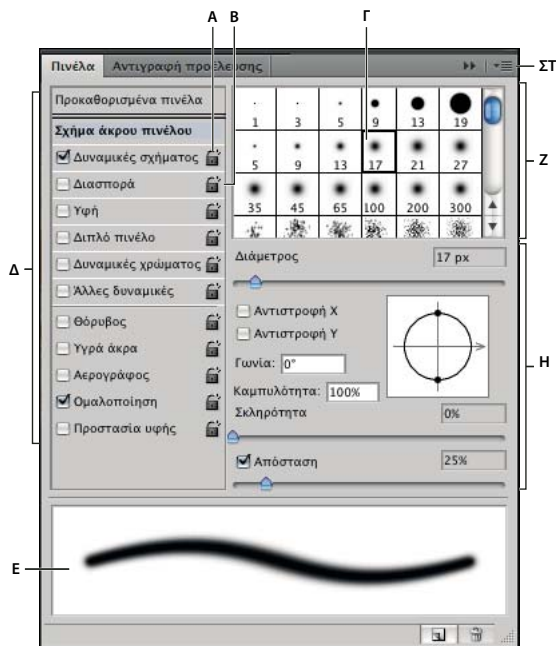 Α Β Γ
Πινέλα Αντιγραφή προέλευσης ΣΤ
Προκαθορισμένα πινέλα
Σχήμα άκρου πινέλου
Δυναμικές σχήματος
Διασπορά
Υφή
Διπλό πινέλο
Δυναμικές χρώματος
Άλλες δυναμικές
Θόρυβος
Υγρά άκρα
Αερογράφος
Ομαλοποίηση
Προστασία υφής
Δ
1 3 5 9 13 19
5 9 13 17 21 27
35 45 65 100 200 300
Ζ
Διάμετρος 17 px
Αντιστροφή X
Αντιστροφή Y
Γωνία: 0°
Καμπυλότητα: 100%
Σκληρότητα 0%
Απόσταση 25%
Η
Ε